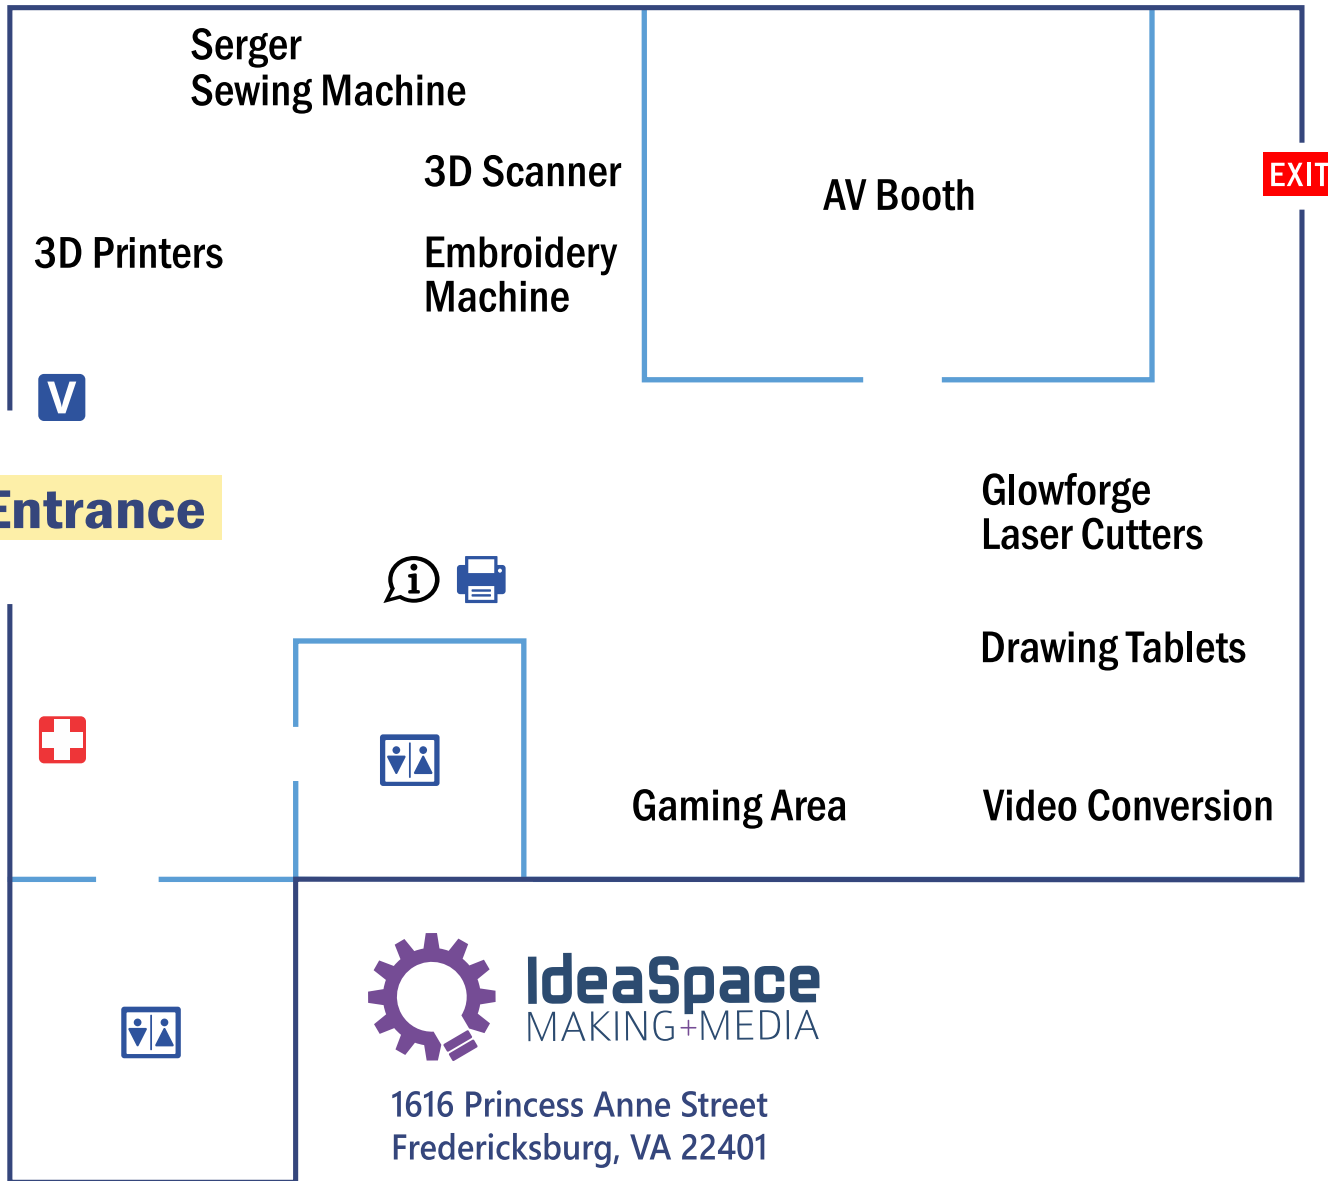 Serger
Sewing Machine
3D Scanner
AV Booth
EXIT
3D Printers
Embroidery
Machine
V
Entrance
Glowforge
Laser Cutters
i
Drawing Tablets
Gaming Area
Video Conversion
IdeaSpace
MAKING+MEDIA
1616 Princess Anne Street
Fredericksburg, VA 22401